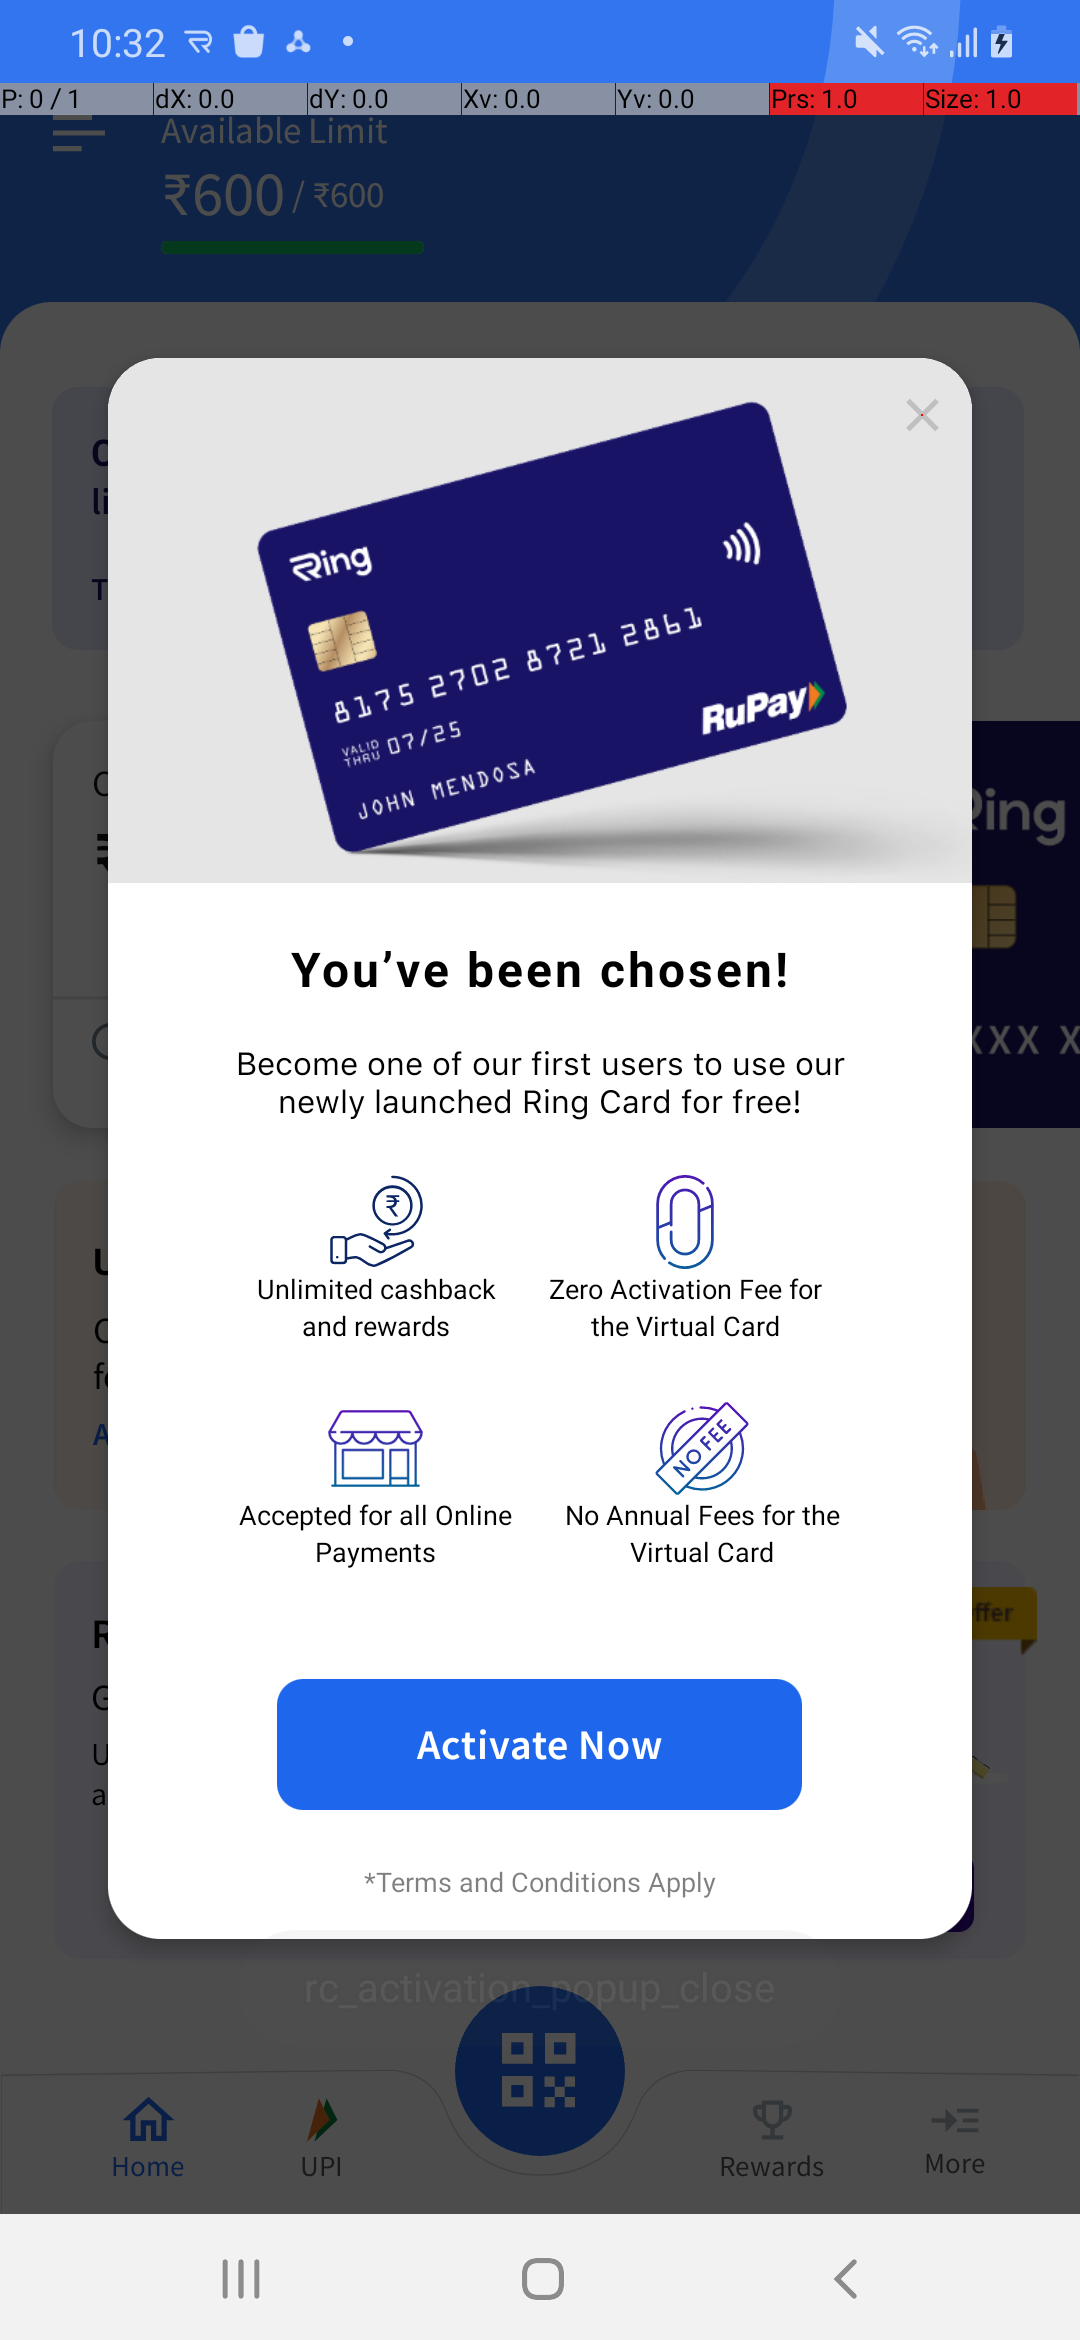 10:32
P: 0 / 1 dX: 0.0 dY: 0.0 Xv: 0.0 Yv: 0.0 Prs: 1.0 Size: 1.0
Available Limit
₹600 / ₹600
Ring
8175 2702 8721 2861
VALID THRU 07/25
JOHN MENDOSA
RuPay
Ring
XXX X
You’ve been chosen!
Become one of our first users to use our
newly launched Ring Card for free!
Unlimited cashback
and rewards
Zero Activation Fee for
the Virtual Card
NO FEE
Accepted for all Online
Payments
No Annual Fees for the
Virtual Card
Activate Now
*Terms and Conditions Apply
rc_activation_popup_close
Home
UPI
Rewards
More